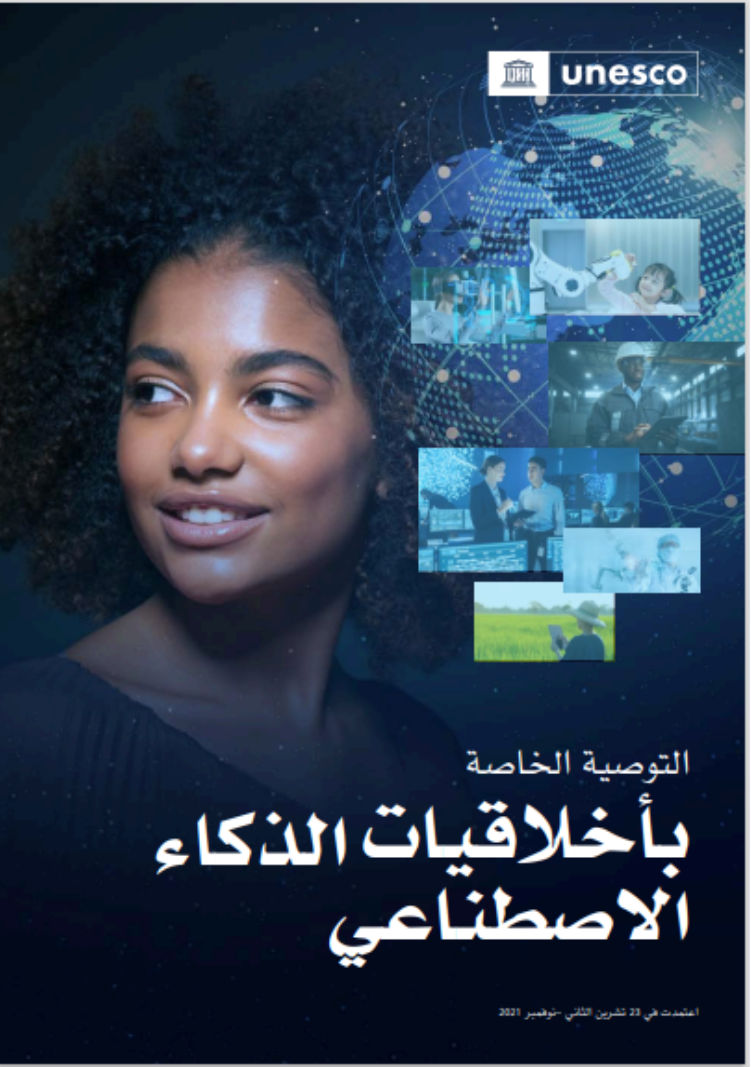 unesco
التوصية الخاصة
بأخلاقيات الذكاء
الاصطناعي
اعتمدت في 23 تشرين الثاني -نوفمبر 2021